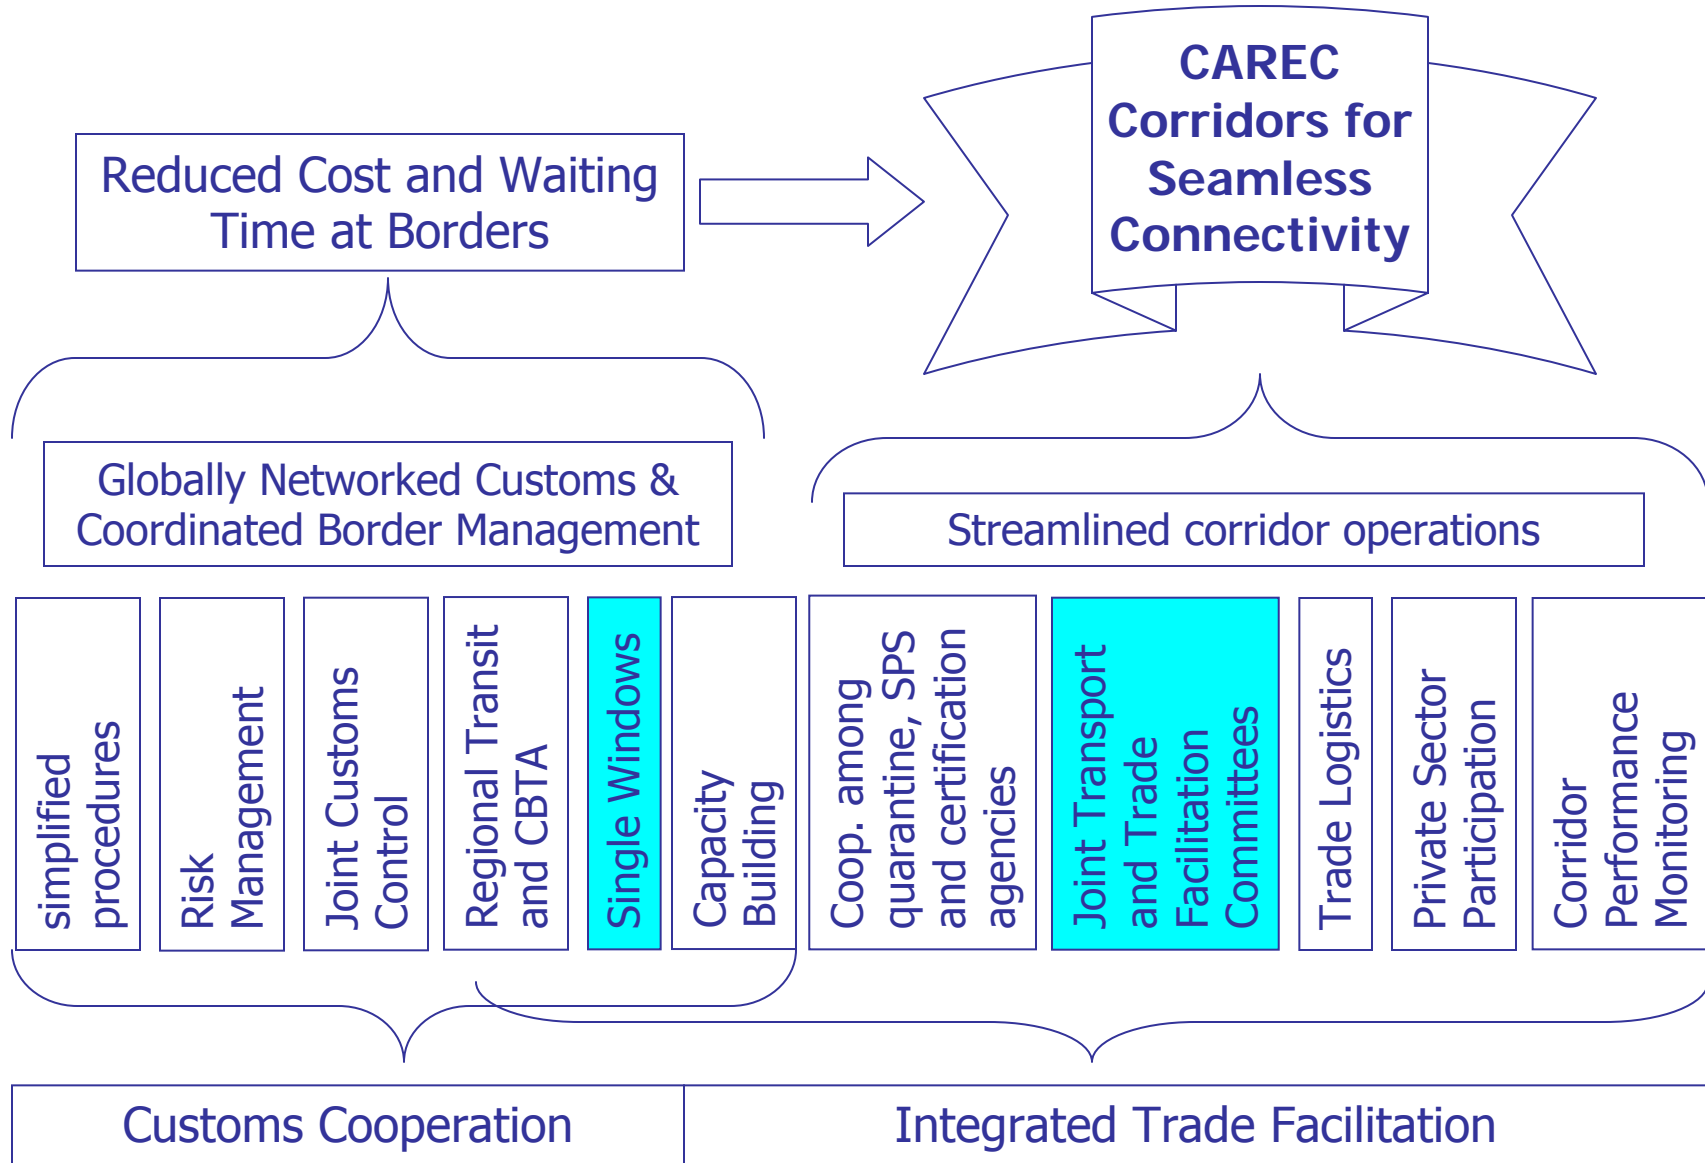 CAREC
Corridors for
Seamless
Connectivity
Reduced Cost and Waiting
Time at Borders
Globally Networked Customs &
Coordinated Border Management
Streamlined corridor operations
simplified
procedures
Risk
Management
Joint Customs
Control
Regional Transit
and CBTA
Single Windows
Capacity
Building
Coop. among
quarantine, SPS
and certification
agencies
Joint Transport
and Trade
Facilitation
Committees
Trade Logistics
Private Sector
Participation
Corridor
Performance
Monitoring
Customs Cooperation
Integrated Trade Facilitation